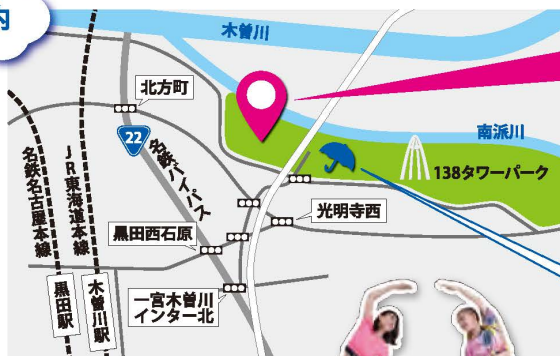 内
木曽川
北方町
22
名鉄バイパス
南派川
138タワーパーク
名鉄名古屋本線
JR東海道本線
光明寺西
黒田西石原
黒田駅
木曽川駅
一宮木曽川
インター北